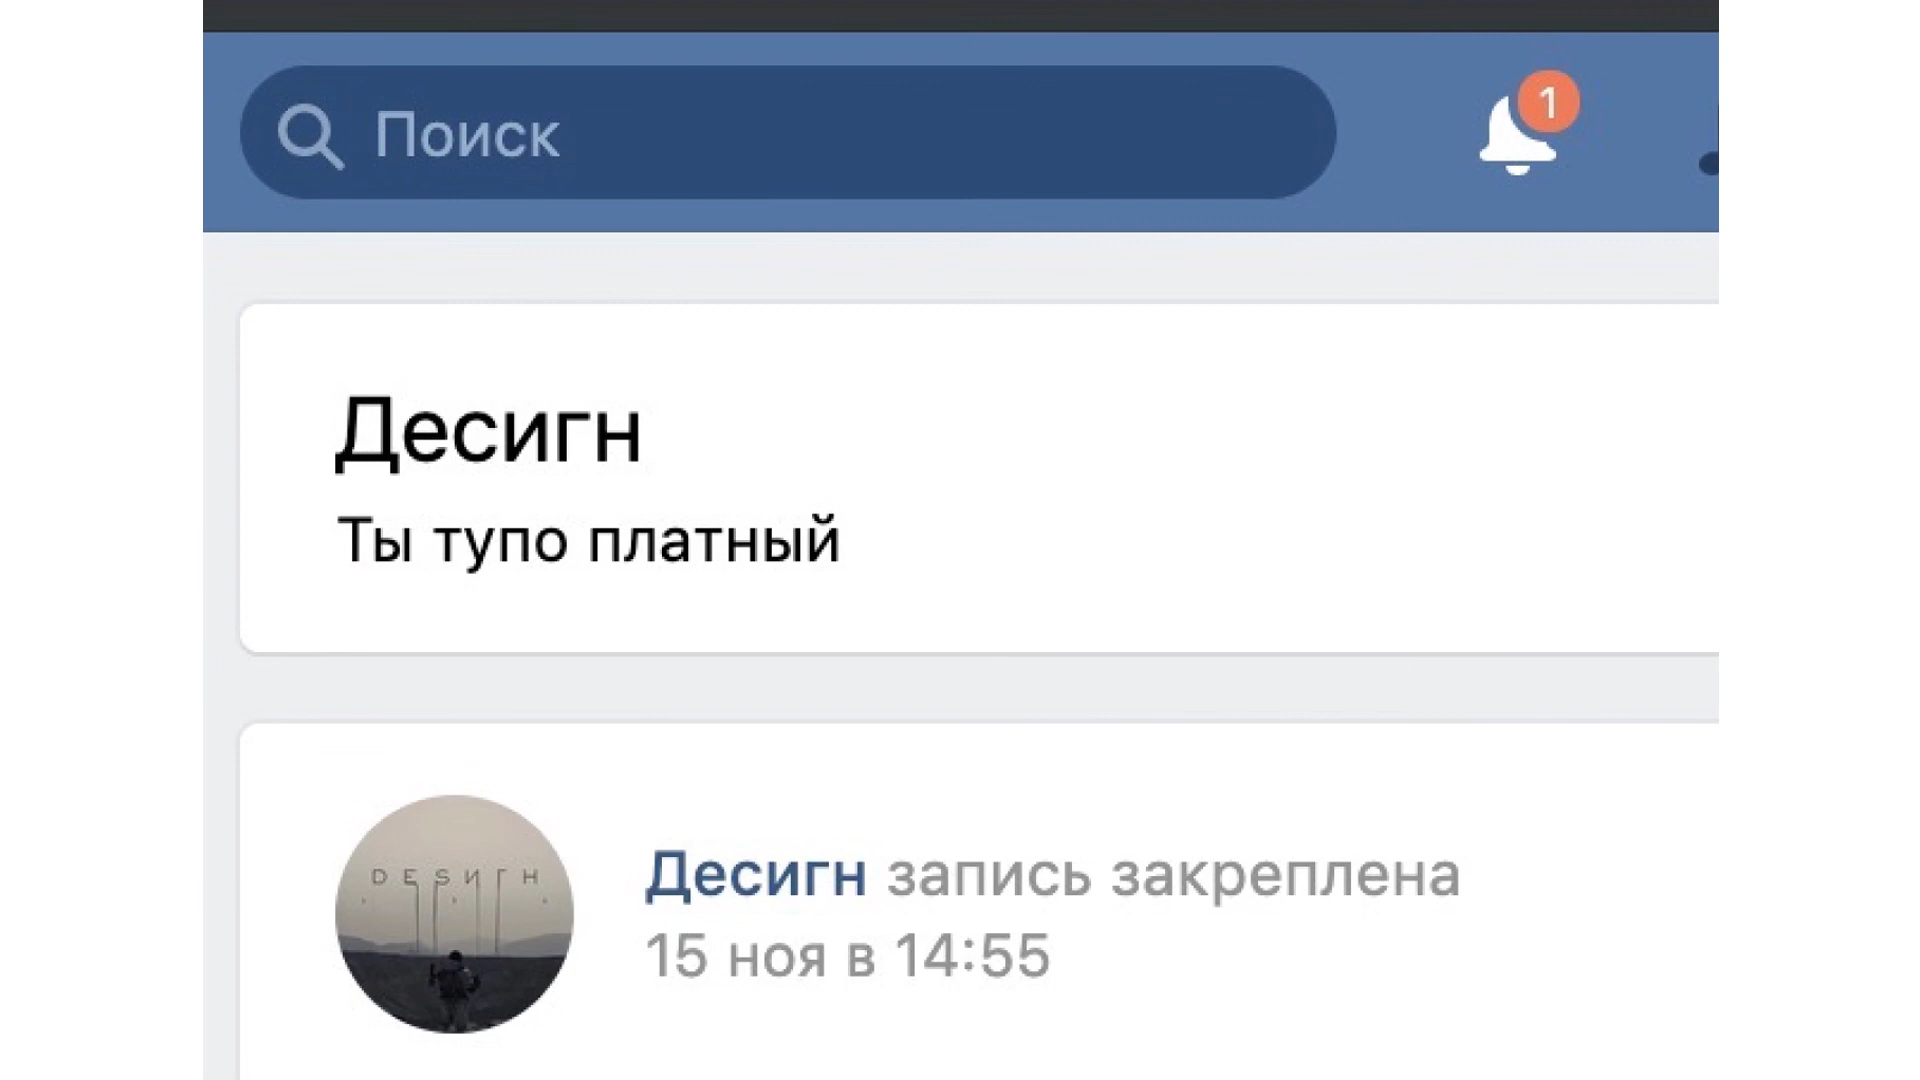 Поиск
1
Десигн
Ты тупо платный
DESИГН
Десигн запись закреплена
15 ноя в 14:55